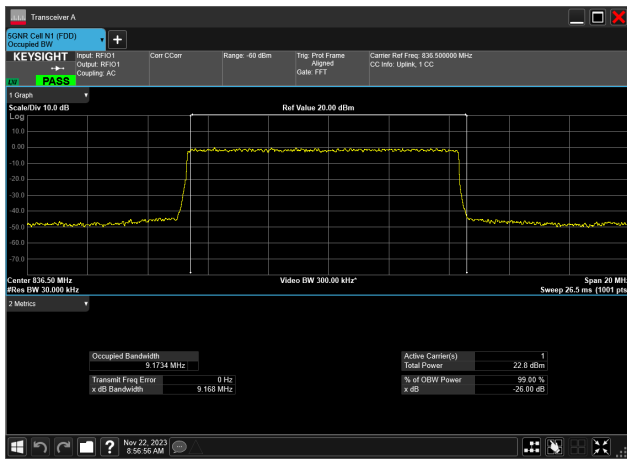 Transceiver A
5GNR Cell N1 (FDD)
Occupied BW
KEYSIGHT
Input: RFIO1
Output: RFIO1
Coupling: AC
Corr CCorr
Range: -60 dBm
Trig: Prot Frame
Aligned
Gate: FFT
Carrier Ref Freq: 836.500000 MHz
CC Info: Uplink, 1 CC
PASS
1 Graph
Scale/Div 10.0 dB
Ref Value 20.00 dBm
Log
10.0
0.00
-10.0
-20.0
-30.0
-40.0
-50.0
-60.0
-70.0
Center 836.50 MHz
Video BW 300.00 kHz*
Span 20 MH
#Res BW 30.000 kHz
Sweep 26.5 ms (1001 pts
2 Metrics
Occupied Bandwidth
9.1734 MHz
Transmit Freq Error 0 Hz
x dB Bandwidth 9.168 MHz
Active Carrier(s) 1
Total Power 22.8 dBm
% of OBW Power 99.00 %
x dB -26.00 dB
Nov 22, 2023
8:56:56 AM